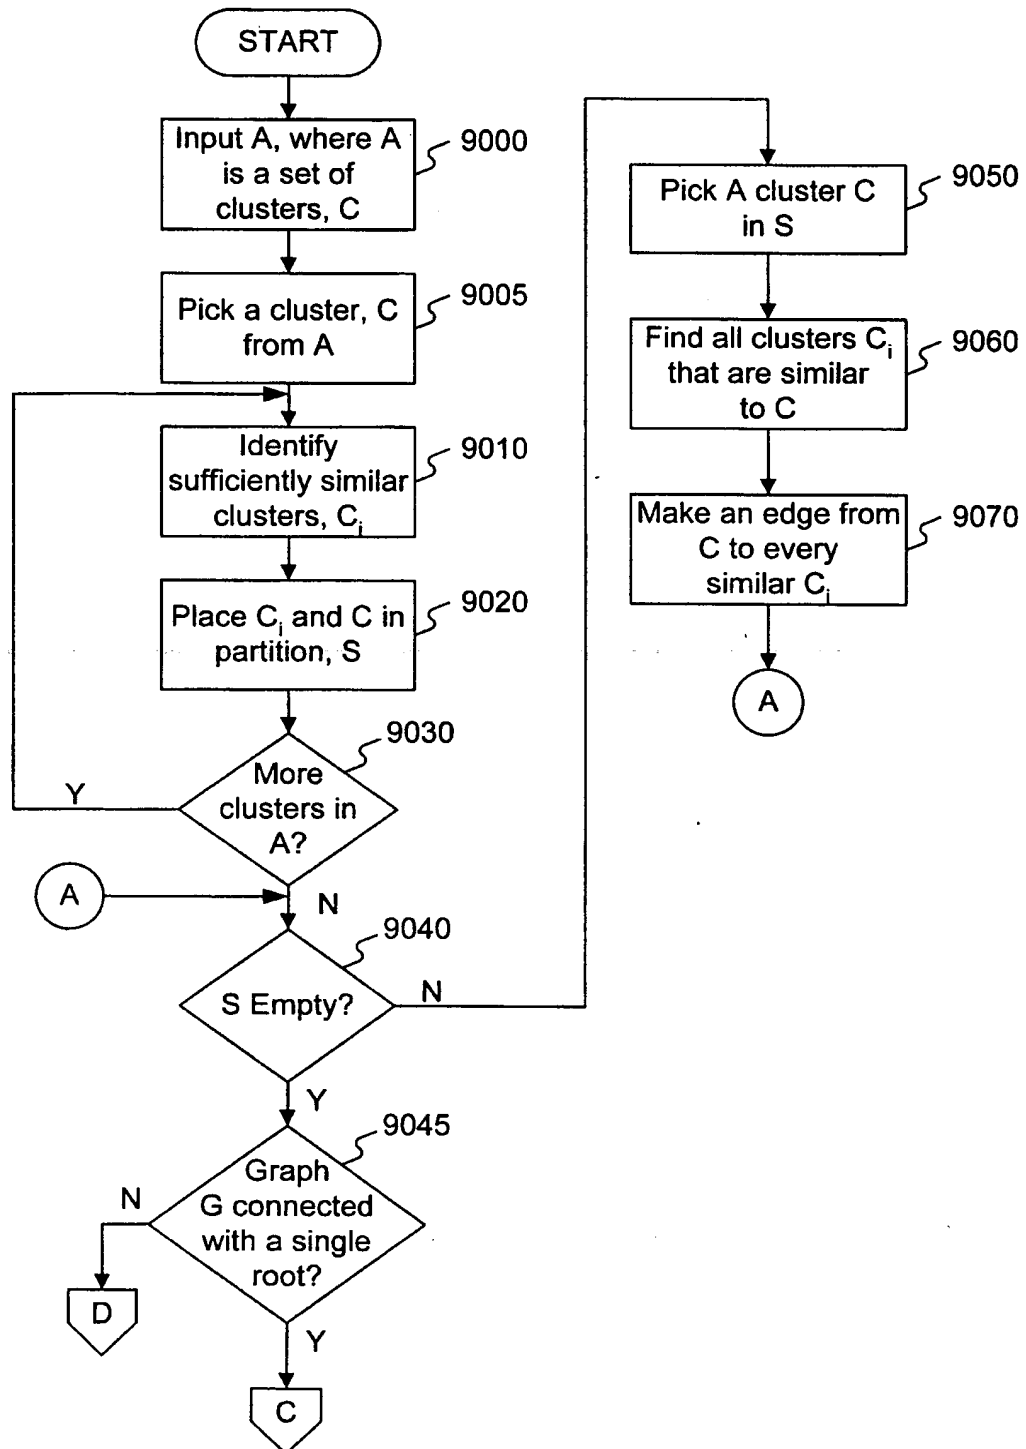 START
Input A, where A
is a set of
clusters, C
9000
Pick a cluster, C
from A
9005
Identify
sufficiently similar
clusters, Ci
9010
Place Ci and C in
partition, S
9020
More
clusters in
A?
9030
Y
A
N
S Empty?
9040
N
Y
Graph
G connected
with a single
root?
9045
N
D
Y
C
Pick A cluster C
in S
9050
Find all clusters Ci
that are similar
to C
9060
Make an edge from
C to every
similar Ci
9070
A